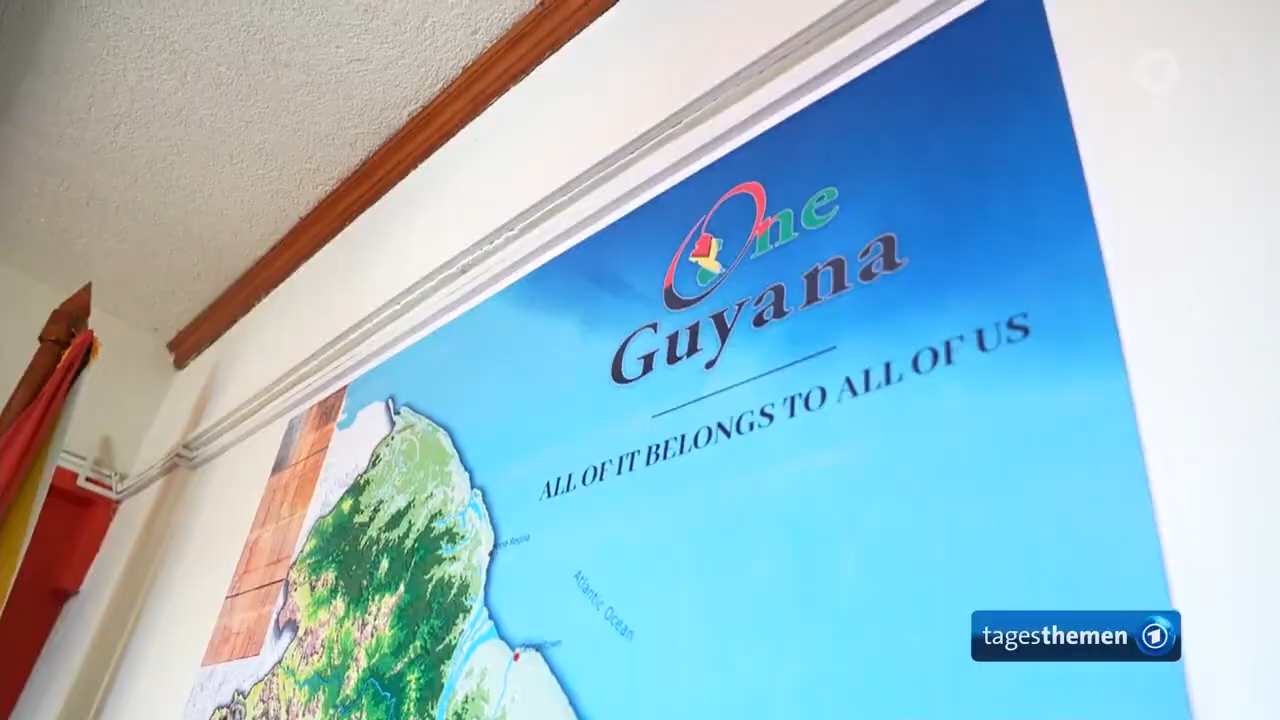 One
Guyana
ALL OF IT BELONGS TO ALL OF US
Atlantic Ocean
tagesthemen